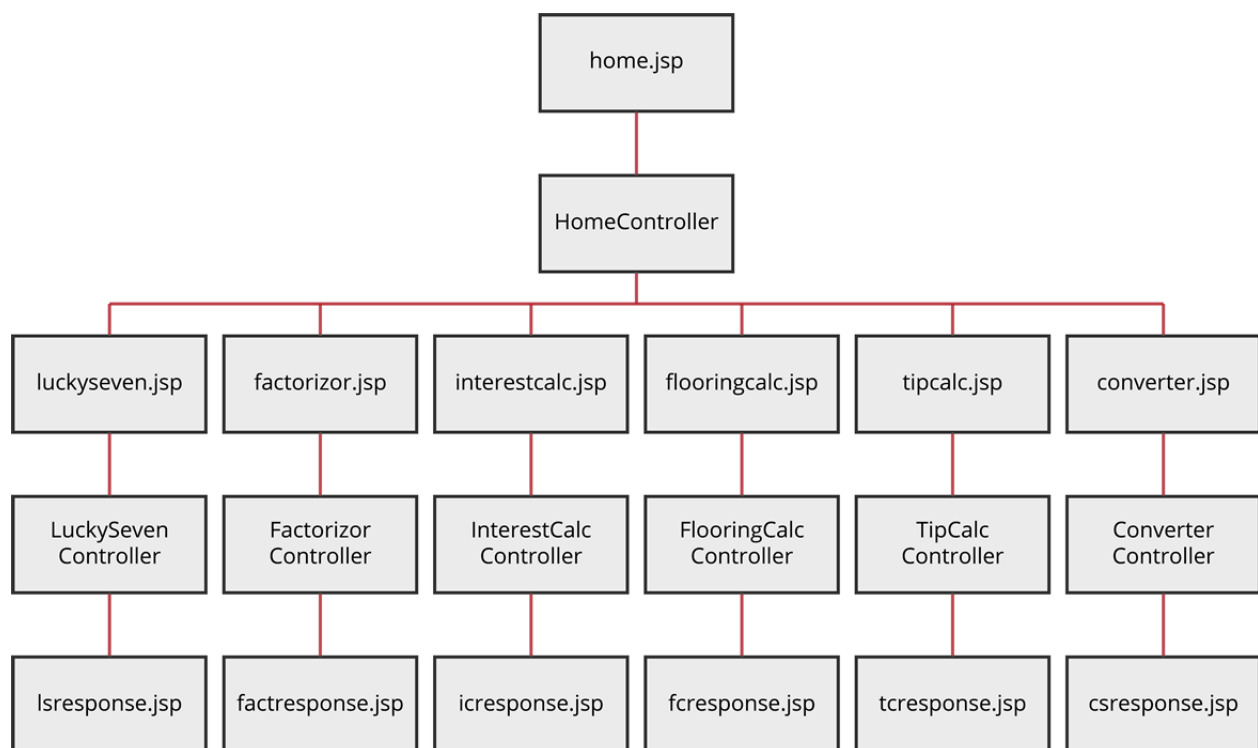 home.jsp
HomeController
luckyseven.jsp
factorizor.jsp
interestcalc.jsp
flooringcalc.jsp
tipcalc.jsp
converter.jsp
LuckySeven
Controller
Factorizor
Controller
InterestCalc
Controller
FlooringCalc
Controller
TipCalc
Controller
Converter
Controller
lsresponse.jsp
factresponse.jsp
icresponse.jsp
fcresponse.jsp
tcresponse.jsp
csresponse.jsp